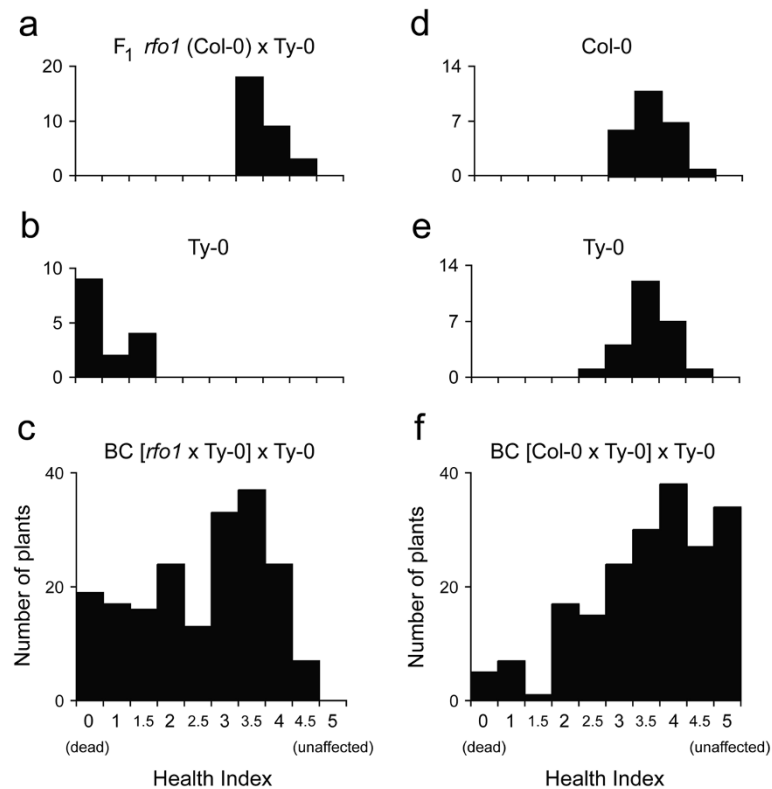 a
F1 rfo1 (Col-0) x Ty-0
20
10
0
d
Col-0
14
7
0
b
Ty-0
10
5
0
e
Ty-0
14
7
0
c
BC [rfo1 x Ty-0] x Ty-0
Number of plants
40
20
0
0 1 1.5 2 2.5 3 3.5 4 4.5 5
(dead) (unaffected)
Health Index
f
BC [Col-0 x Ty-0] x Ty-0
Number of plants
40
20
0
0 1 1.5 2 2.5 3 3.5 4 4.5 5
(dead) (unaffected)
Health Index